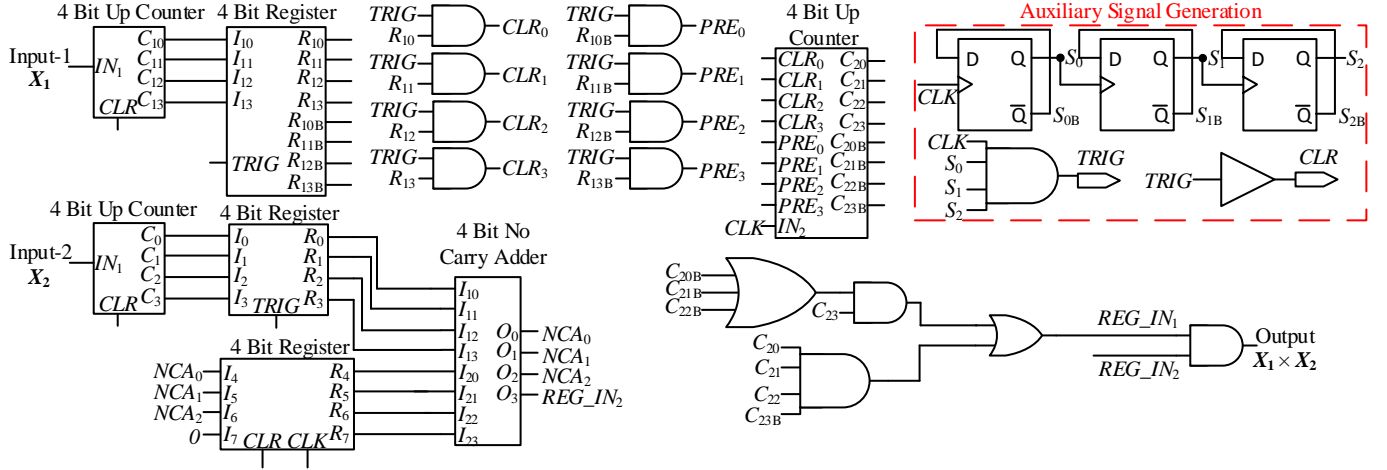 4 Bit Up Counter
Input-1
X₁
IN₁
C₁₀
C₁₁
C₁₂
C₁₃
CLR
4 Bit Register
I₁₀
I₁₁
I₁₂
I₁₃
TRIG
R₁₀
R₁₁
R₁₂
R₁₃
R₁₀B
R₁₁B
R₁₂B
R₁₃B
TRIG
R₁₀
CLR₀
TRIG
R₁₁
CLR₁
TRIG
R₁₂
CLR₂
TRIG
R₁₃
CLR₃
TRIG
R₁₀B
PRE₀
TRIG
R₁₁B
PRE₁
TRIG
R₁₂B
PRE₂
TRIG
R₁₃B
PRE₃
4 Bit Up
Counter
CLR₀
CLR₁
CLR₂
CLR₃
PRE₀
PRE₁
PRE₂
PRE₃
CLK
IN₂
C₂₀
C₂₁
C₂₂
C₂₃
C₂₀B
C₂₁B
C₂₂B
C₂₃B
Auxiliary Signal Generation
D Q
Q̅
CLK
S₀
S₀B
D Q
Q̅
S₁
S₁B
D Q
Q̅
S₂
S₂B
CLK
S₀
S₁
S₂
TRIG
TRIG
CLR
4 Bit Up Counter
Input-2
X₂
IN₁
C₀
C₁
C₂
C₃
CLR
4 Bit Register
I₀
I₁
I₂
I₃
TRIG
R₀
R₁
R₂
R₃
4 Bit Register
NCA₀
NCA₁
NCA₂
0
I₄
I₅
I₆
I₇
CLR CLK
R₄
R₅
R₆
R₇
4 Bit No
Carry Adder
I₁₀
I₁₁
I₁₂
I₁₃
I₂₀
I₂₁
I₂₂
I₂₃
O₀
O₁
O₂
O₃
NCA₀
NCA₁
NCA₂
REG_IN₂
C₂₀B
C₂₁B
C₂₂B
C₂₃
C₂₀
C₂₁
C₂₂
C₂₃B
REG_IN₁
REG_IN₂
Output
X₁ × X₂